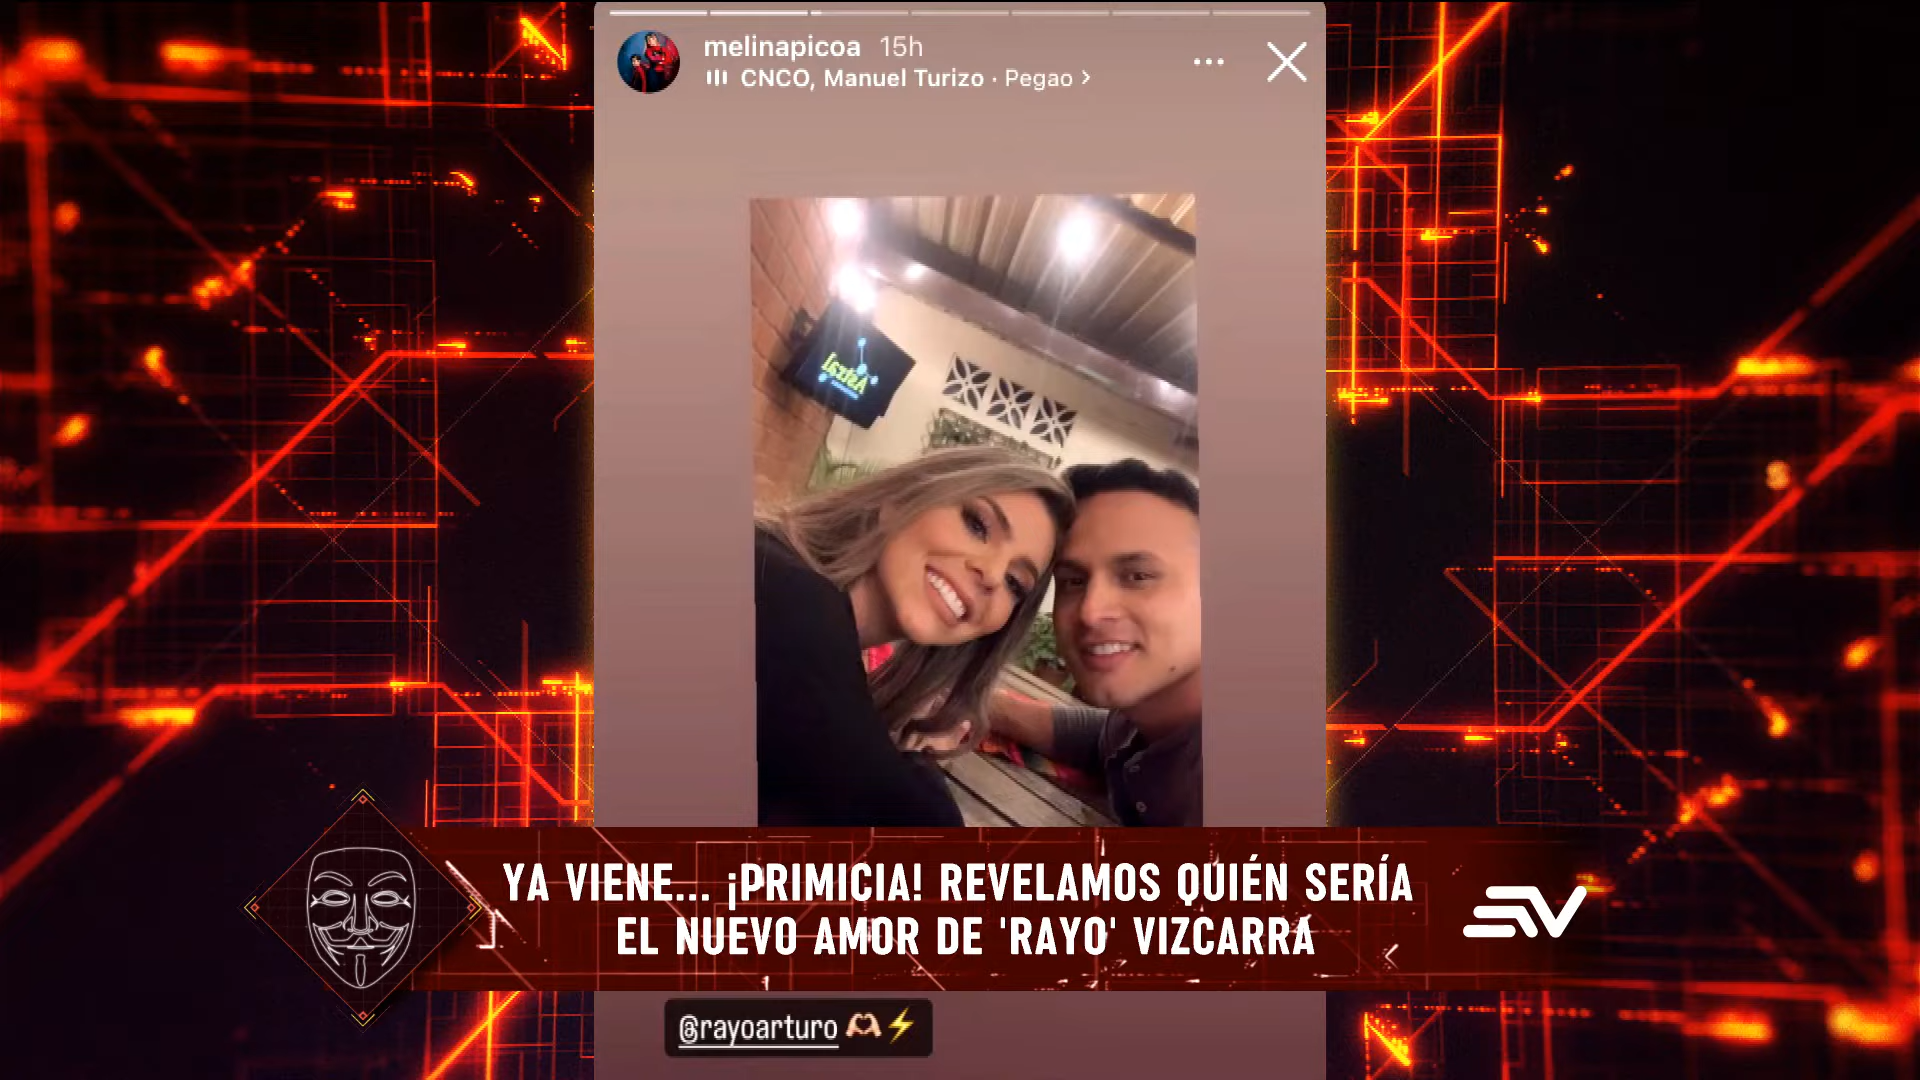 melinapicoa 15h
CNCO, Manuel Turizo · Pegao >
Astral
YA VIENE... ¡PRIMICIA! REVELAMOS QUIÉN SERÍA
EL NUEVO AMOR DE 'RAYO' VIZCARRA
@rayoarturo